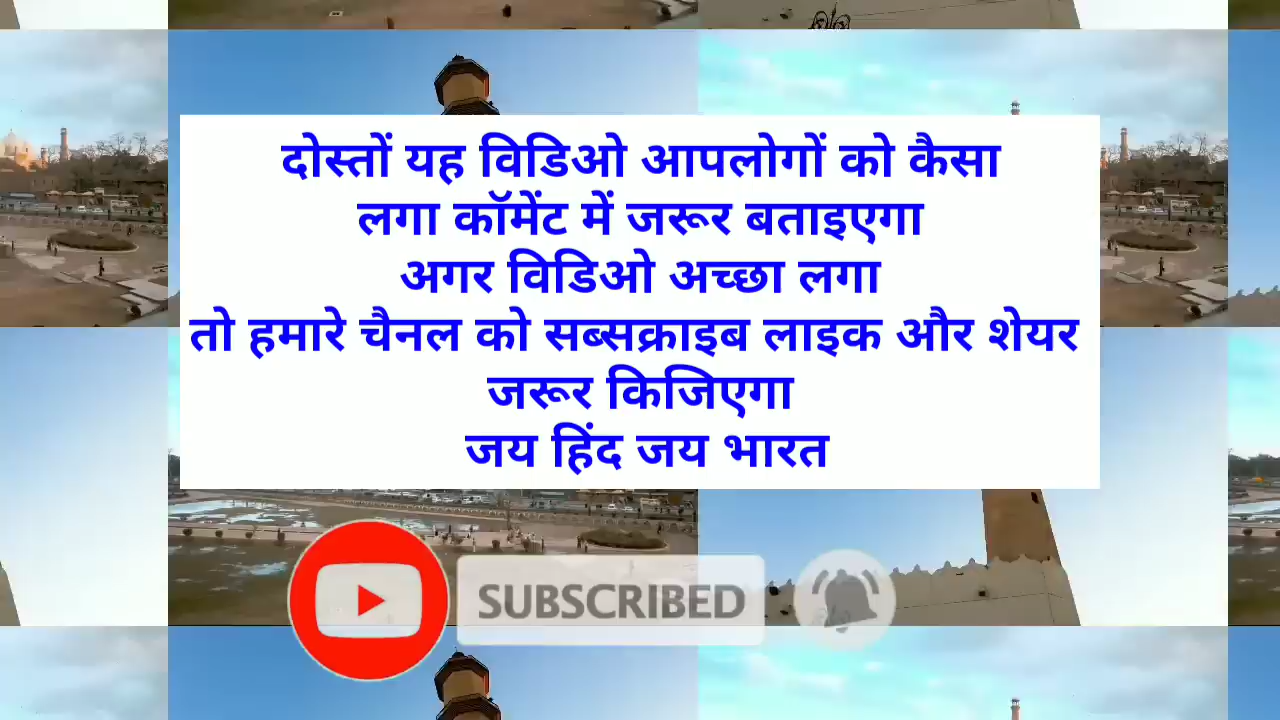 दोस्तों यह विडिओ आपलोगों को कैसा
लगा कॉमेंट में जरूर बताइएगा
अगर विडिओ अच्छा लगा
तो हमारे चैनल को सब्सक्राइब लाइक और शेयर
जरूर किजिएगा
जय हिंद जय भारत
SUBSCRIBED